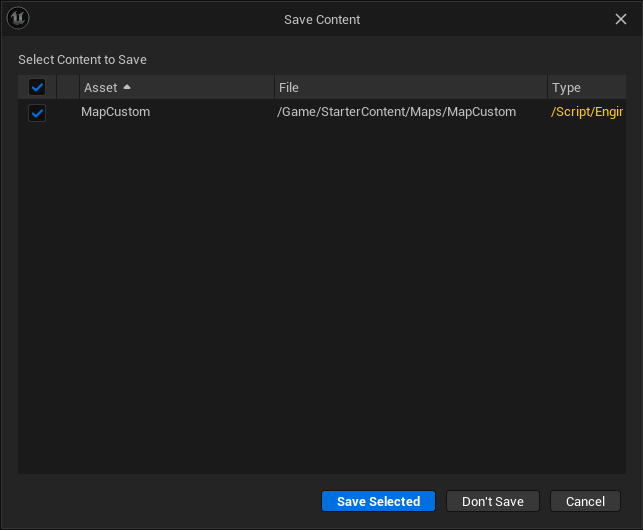 Save Content
Select Content to Save
Asset File Type
MapCustom /Game/StarterContent/Maps/MapCustom /Script/Engin
Save Selected Don't Save Cancel